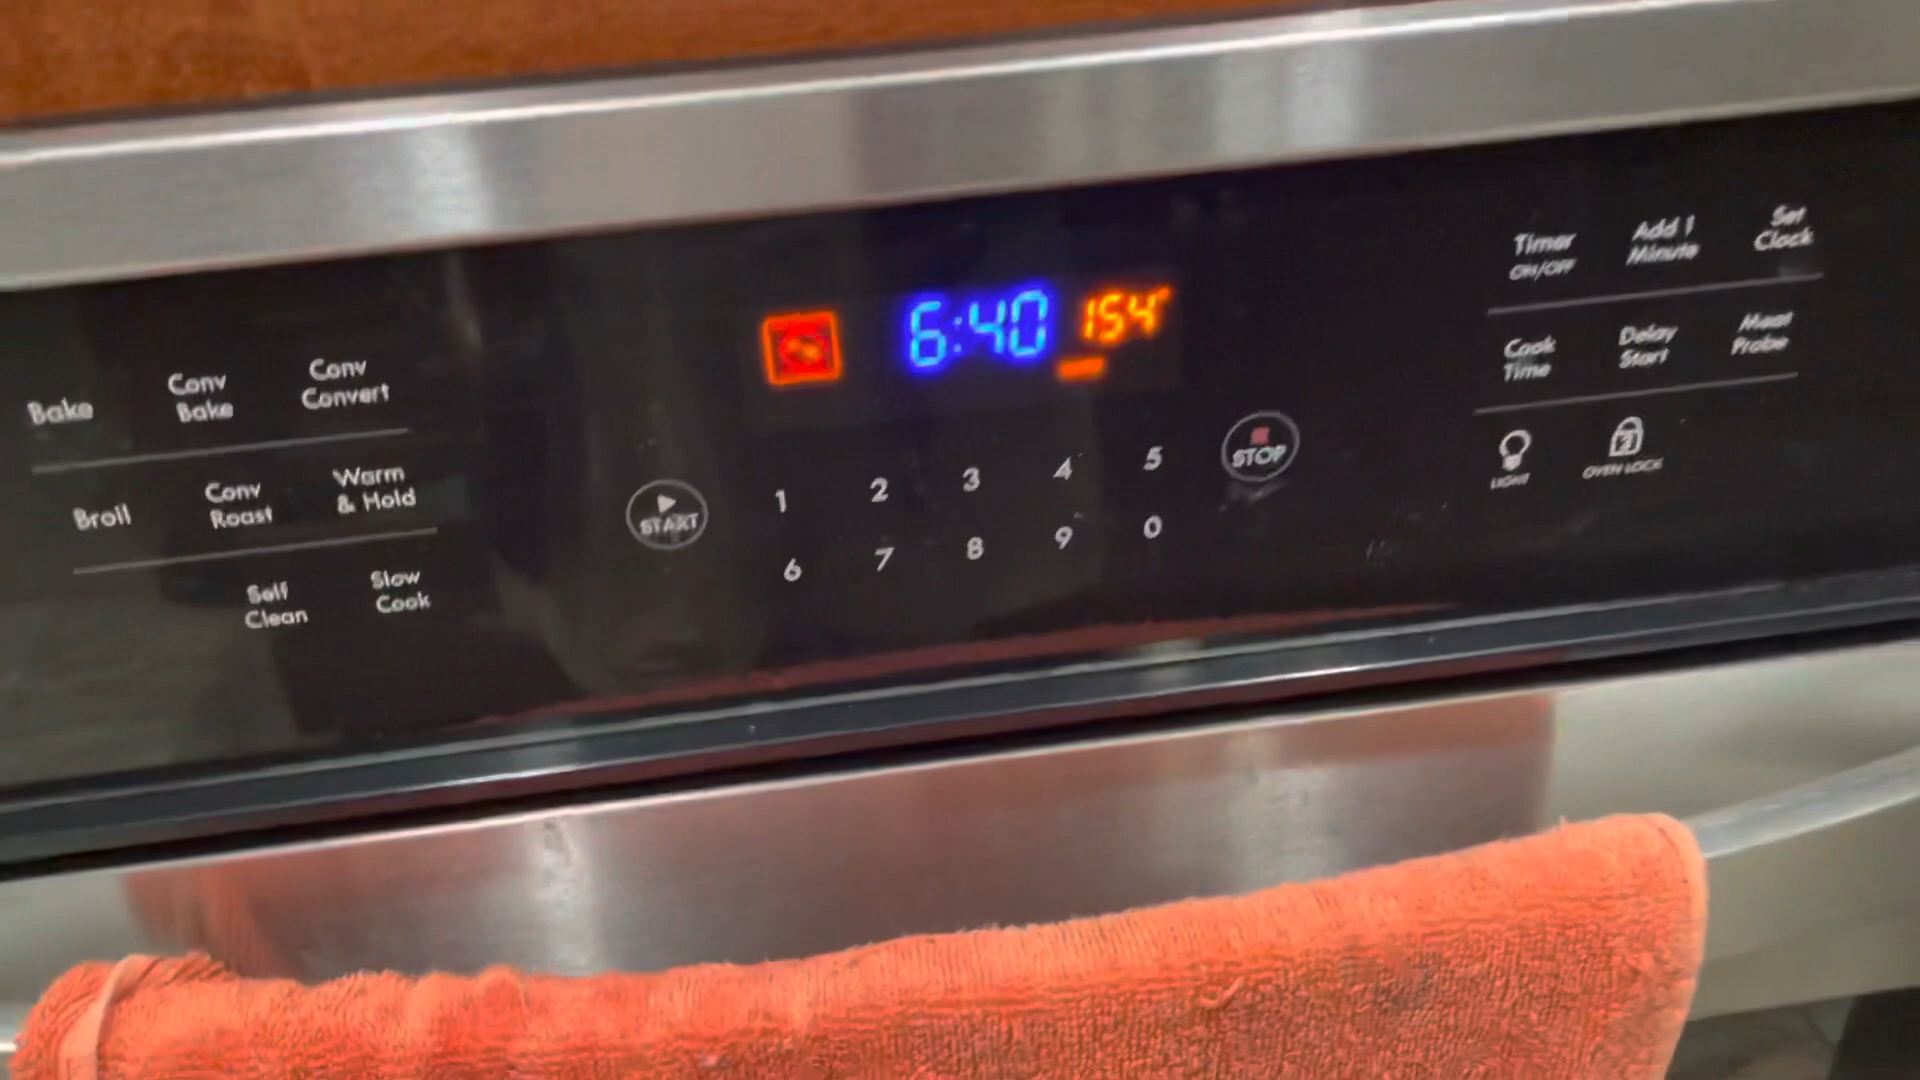 6:40 154°
Bake
Conv
Bake
Conv
Convert
Broil
Conv
Roast
Warm
& Hold
Self
Clean
Slow
Cook
START
1 2 3 4 5
6 7 8 9 0
STOP
Timer
ON/OFF
Add 1
Minute
Set
Clock
Cook
Time
Delay
Start
Meat
Probe
LIGHT
OVEN LOCK